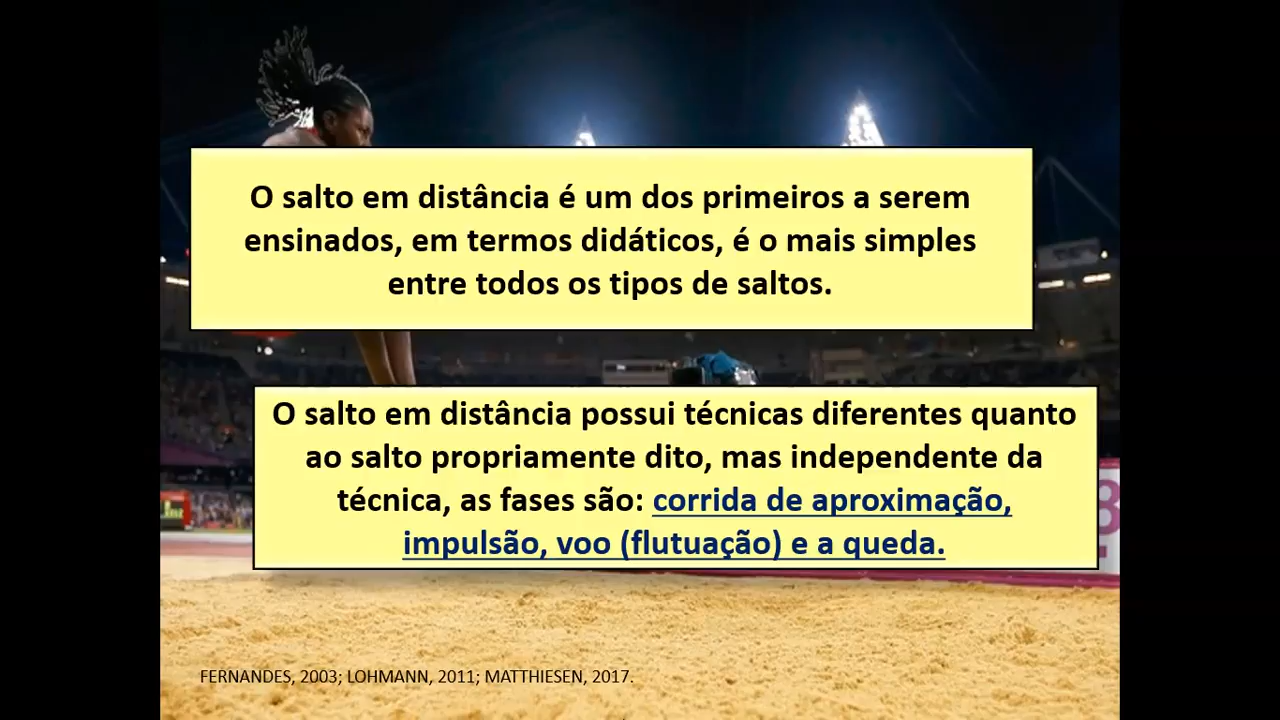 O salto em distância é um dos primeiros a serem
ensinados, em termos didáticos, é o mais simples
entre todos os tipos de saltos.
O salto em distância possui técnicas diferentes quanto
ao salto propriamente dito, mas independente da
técnica, as fases são: corrida de aproximação,
impulsão, voo (flutuação) e a queda.
FERNANDES, 2003; LOHMANN, 2011; MATTHIESEN, 2017.